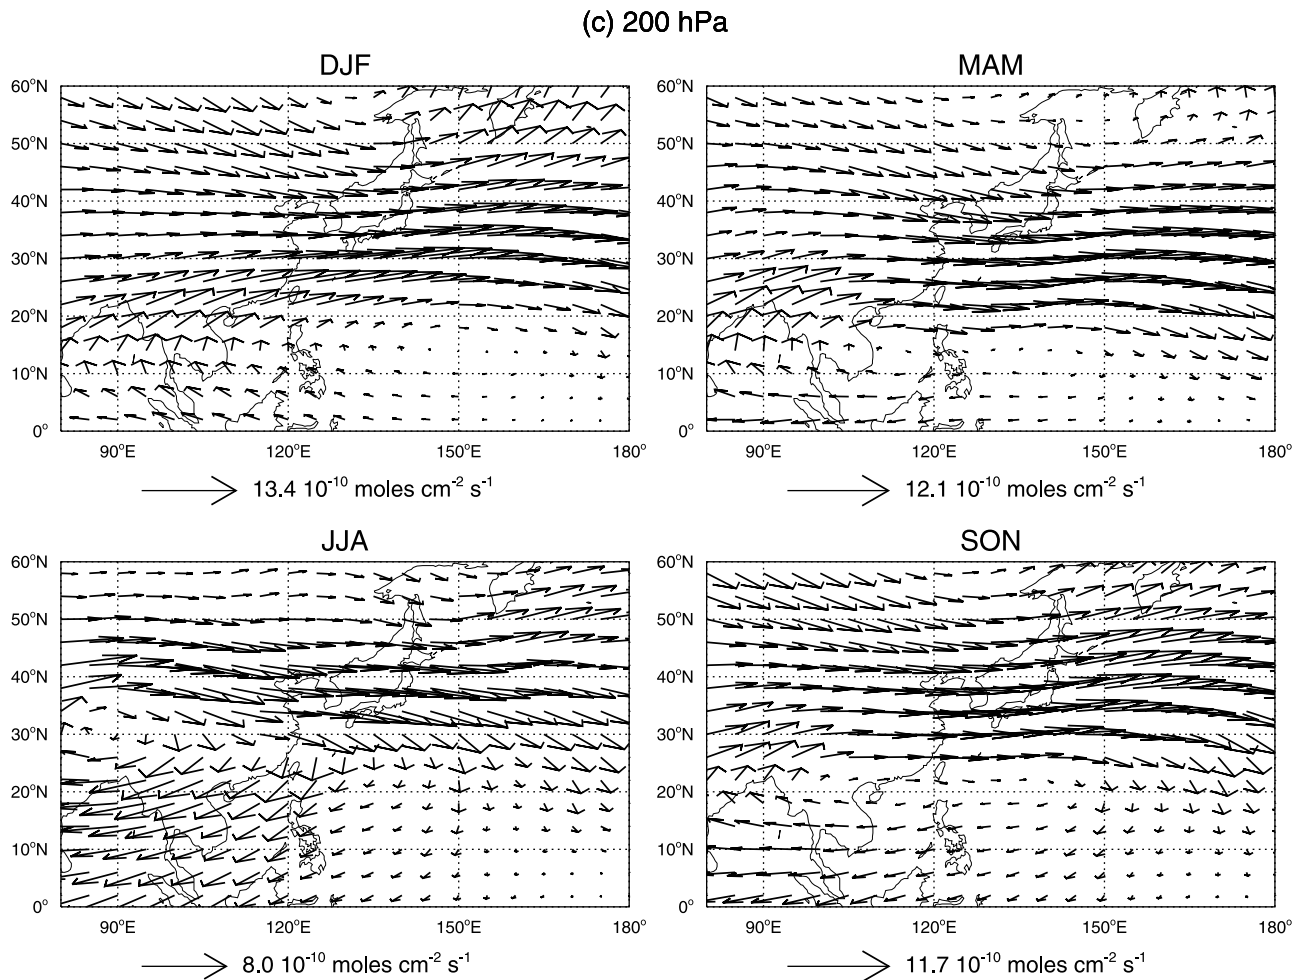 (c) 200 hPa
DJF
MAM
60°N
50°N
40°N
30°N
20°N
10°N
0°
90°E
120°E
150°E
180°
13.4 10⁻¹⁰ moles cm⁻² s⁻¹
60°N
50°N
40°N
30°N
20°N
10°N
0°
90°E
120°E
150°E
180°
12.1 10⁻¹⁰ moles cm⁻² s⁻¹
JJA
SON
60°N
50°N
40°N
30°N
20°N
10°N
0°
90°E
120°E
150°E
180°
8.0 10⁻¹⁰ moles cm⁻² s⁻¹
60°N
50°N
40°N
30°N
20°N
10°N
0°
90°E
120°E
150°E
180°
11.7 10⁻¹⁰ moles cm⁻² s⁻¹